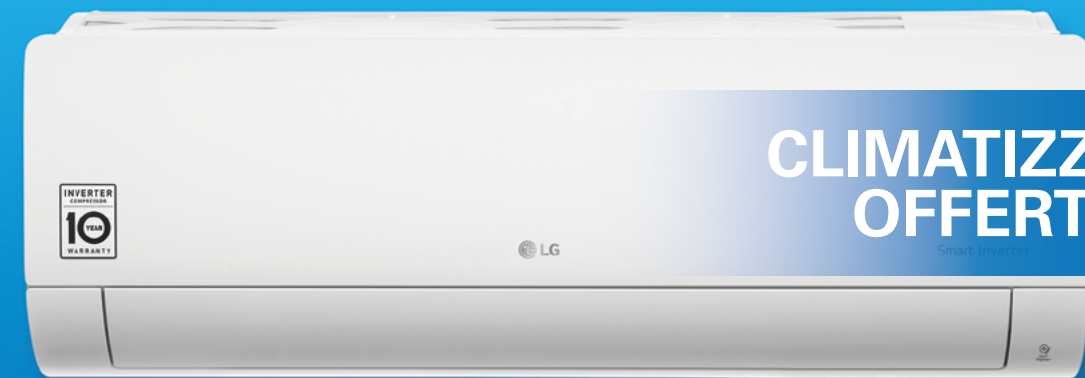 INVERTER
COMPRESSOR
10 YEAR
WARRANTY
LG
CLIMATIZZ
OFFERT
Smart Inverter